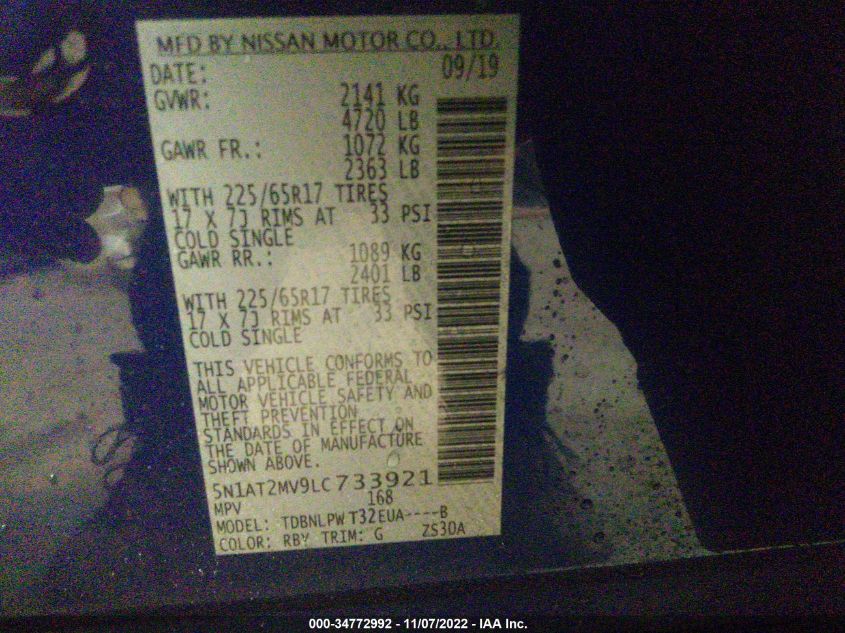 MFD BY NISSAN MOTOR CO., LTD.
DATE: 09/19
GVWR: 2141 KG
4720 LB
GAWR FR.: 1072 KG
2363 LB
WITH 225/65R17 TIRES
17 X 7J RIMS AT 33 PSI
COLD SINGLE
GAWR RR.: 1089 KG
2401 LB
WITH 225/65R17 TIRES
17 X 7J RIMS AT 33 PSI
COLD SINGLE
THIS VEHICLE CONFORMS TO
ALL APPLICABLE FEDERAL
MOTOR VEHICLE SAFETY AND
THEFT PREVENTION
STANDARDS IN EFFECT ON
THE DATE OF MANUFACTURE
SHOWN ABOVE.
5N1AT2MV9LC733921
MPV 168
MODEL: TDBNLPW T32EUA----B
COLOR: RBY TRIM: G ZS30A
000-34772992 - 11/07/2022 - IAA Inc.